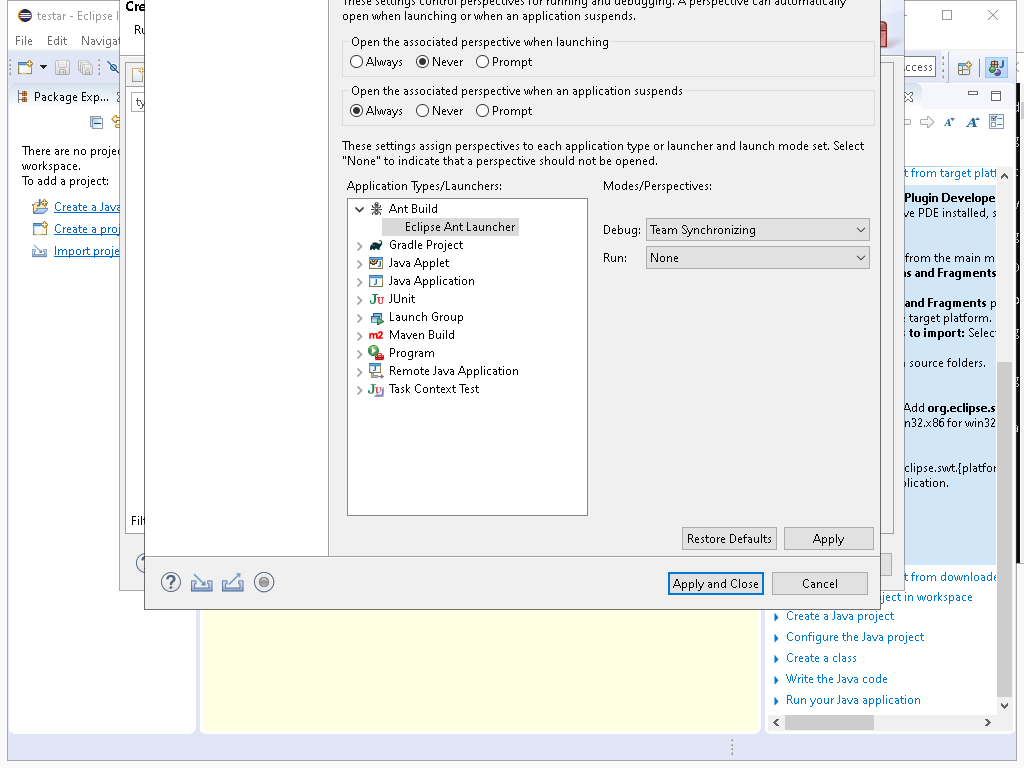 testar - Eclipse I
Cre
These settings control perspectives for running and debugging. A perspective can automatically
open when launching or when an application suspends.
File Edit Navigat
Ru
Open the associated perspective when launching
Always Never Prompt
ccess
Package Exp...
ty
Open the associated perspective when an application suspends
Always Never Prompt
There are no proje
workspace.
To add a project:
Create a Java
Create a proj
Import proje
These settings assign perspectives to each application type or launcher and launch mode set. Select
"None" to indicate that a perspective should not be opened.
Application Types/Launchers:
Modes/Perspectives:
Ant Build
Eclipse Ant Launcher
Gradle Project
Java Applet
Java Application
JUnit
Launch Group
Maven Build
Program
Remote Java Application
Task Context Test
Debug: Team Synchronizing
Run: None
t from target plat
Plugin Develope
ve PDE installed, s
from the main m
ns and Fragments
and Fragments p
e target platform.
s to import: Selec
source folders.
Add org.eclipse.s
n32.x86 for win32
clipse.swt.{platfor
plication.
Filt
Restore Defaults Apply
Apply and Close Cancel
t from downloade
ject in workspace
Create a Java project
Configure the Java project
Create a class
Write the Java code
Run your Java application